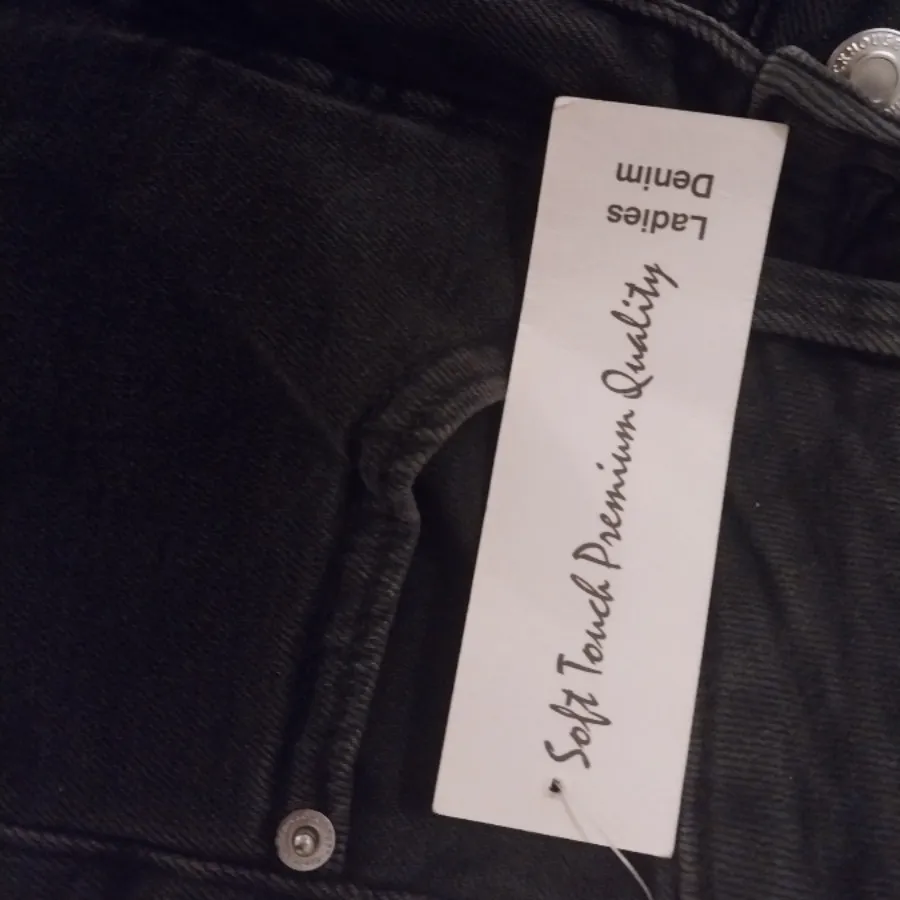 Ladies
Denim
Soft Touch Premium Quality